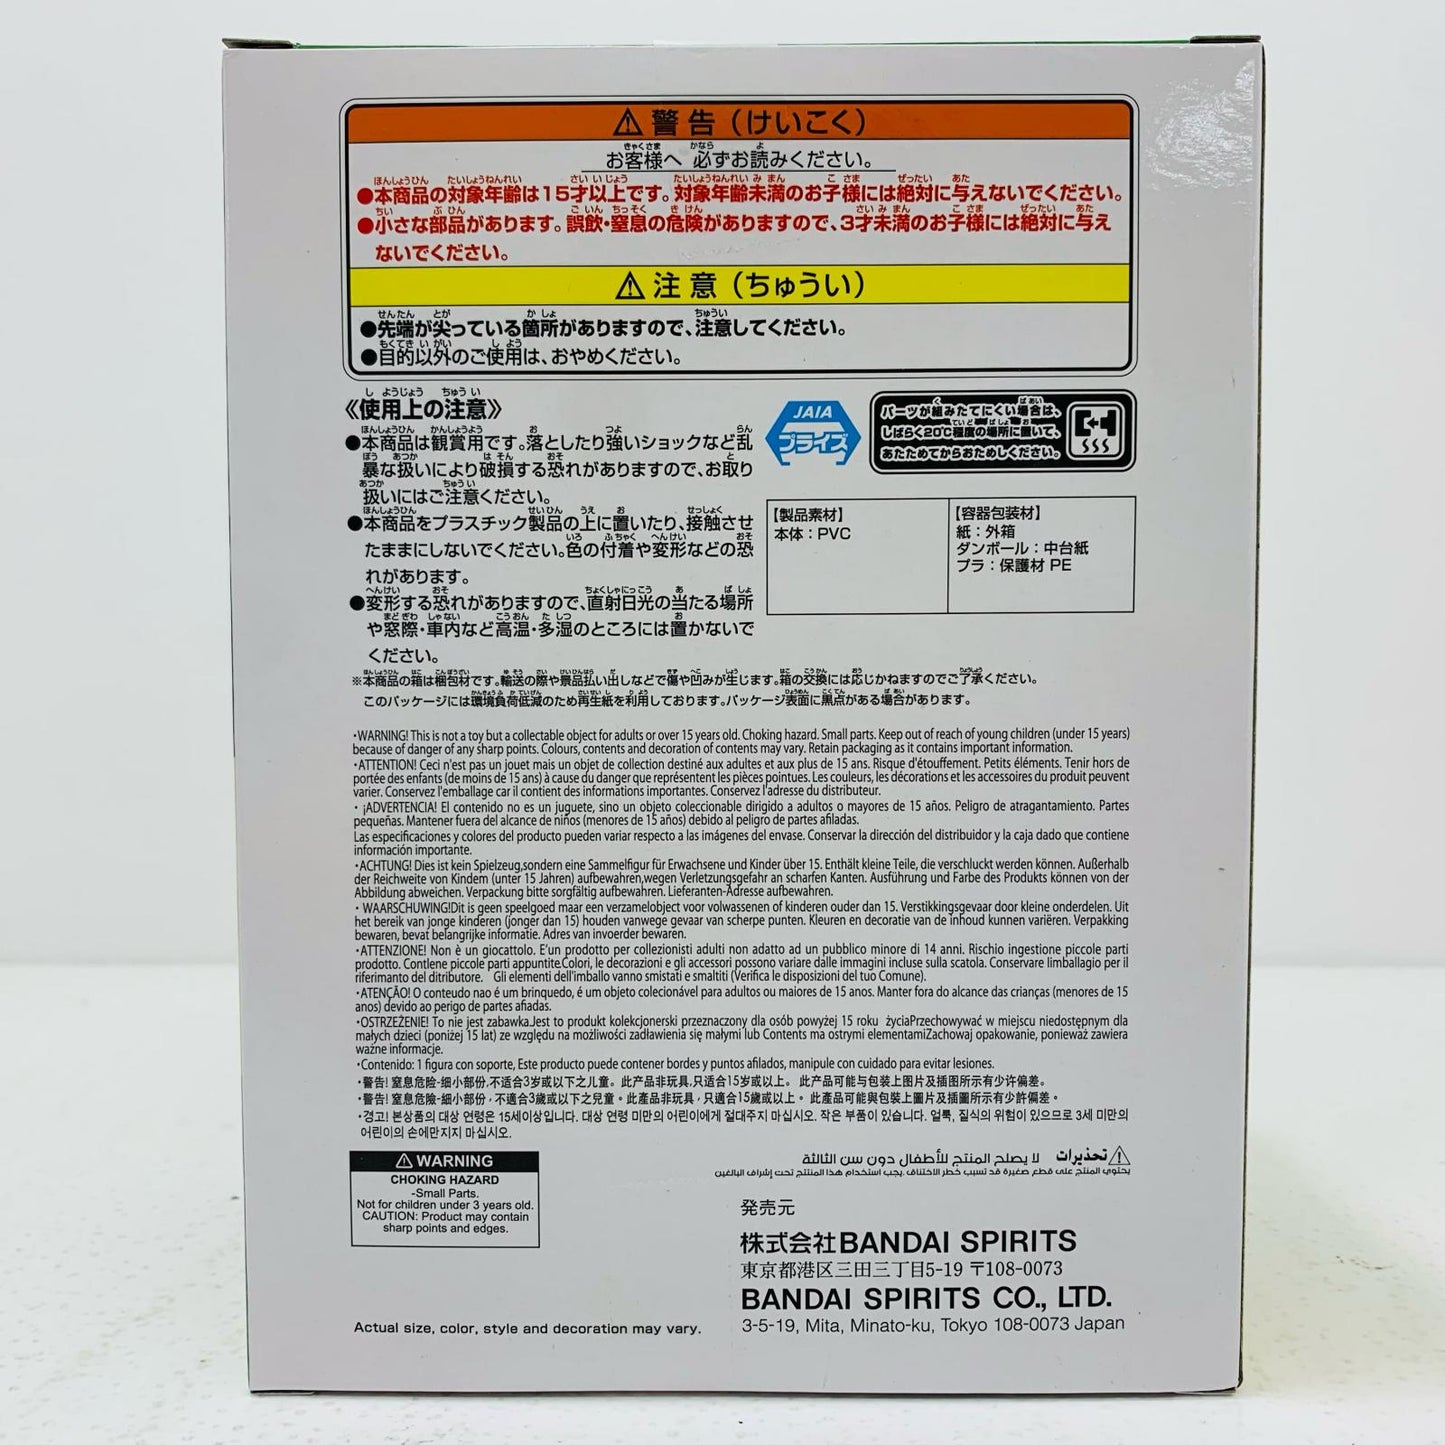 ⚠警告（けいこく）
お客様へ 必ずお読みください。
●本商品の対象年齢は15才以上です。対象年齢未満のお子様には絶対に与えないでください。
●小さな部品があります。誤飲・窒息の危険がありますので、3才未満のお子様には絶対に与え
ないでください。
⚠注意（ちゅうい）
●先端が尖っている箇所がありますので、注意してください。
●目的以外のご使用は、おやめください。
《使用上の注意》
●本商品は観賞用です。落としたり強いショックなど乱
暴な扱いにより破損する恐れがありますので、お取り
扱いにはご注意ください。
●本商品をプラスチック製品の上に置いたり、接触させ
たままにしないでください。色の付着や変形などの恐
れがあります。
●変形する恐れがありますので、直射日光の当たる場所
や窓際・車内など高温・多湿のところには置かないで
ください。
JAIA
プライズ
パーツが組みたてにくい場合は、
しばらく20℃程度の場所に置いて、
あたためてからおためしください。
【製品素材】
本体：PVC
【容器包装材】
紙：外箱
ダンボール：中台紙
プラ：保護材 PE
※本商品の箱は梱包材です。輸送の際や景品払い出しなどで傷や凹みが生じます。箱の交換には応じかねますのでご了承ください。
このパッケージには環境負荷低減のため再生紙を利用しております。パッケージ表面に黒点がある場合があります。
•WARNING! This is not a toy but a collectable object for adults or over 15 years old. Choking hazard. Small parts. Keep out of reach of young children (under 15 years)
because of danger of any sharp points. Colours, contents and decoration of contents may vary. Retain packaging as it contains important information.
•ATTENTION! Ceci n'est pas un jouet mais un objet de collection destiné aux adultes et aux plus de 15 ans. Risque d'étouffement. Petits éléments. Tenir hors de
portée des enfants (de moins de 15 ans) à cause du danger que représentent les pièces pointues. Les couleurs, les décorations et les accessoires du produit peuvent
varier. Conservez l'emballage car il contient des informations importantes. Conservez l'adresse du distributeur.
• ¡ADVERTENCIA! El contenido no es un juguete, sino un objeto coleccionable dirigido a adultos o mayores de 15 años. Peligro de atragantamiento. Partes
pequeñas. Mantener fuera del alcance de niños (menores de 15 años) debido al peligro de partes afiladas.
Las especificaciones y colores del producto pueden variar respecto a las imágenes del envase. Conservar la dirección del distribuidor y la caja dado que contiene
información importante.
•ACHTUNG! Dies ist kein Spielzeug,sondern eine Sammelfigur für Erwachsene und Kinder über 15. Enthält kleine Teile, die verschluckt werden können. Außerhalb
der Reichweite von Kindem (unter 15 Jahren) aufbewahren,wegen Verletzungsgefahr an scharfen Kanten. Ausführung und Farbe des Produkts können von der
Abbildung abweichen. Verpackung bitte sorgfältig aufbewahren. Lieferanten-Adresse aufbewahren.
• WAARSCHUWING!Dit is geen speelgoed maar een verzamelobject voor volwassenen of kinderen ouder dan 15. Verstikkingsgevaar door kleine onderdelen. Uit
het bereik van jonge kinderen (jonger dan 15) houden vanwege gevaar van scherpe punten. Kleuren en decoratie van de inhoud kunnen variëren. Verpakking
bewaren, bevat belangrijke informatie. Adres van invoerder bewaren.
•ATTENZIONE! Non è un giocattolo. E'un prodotto per collezionisti adulti non adatto ad un pubblico minore di 14 anni. Rischio ingestione piccole parti
prodotto. Contlene piccole parti appuntite.Colori, le decorazioni e gli accessori possono variare dalle immagini incluse sulla scatola. Conservare limballagio per il
riferimanto del ditributore. Gli elementi dell'imballo vanno smistati e smaltiti (Verifica le disposizioni del tuo Comune).
•ATENÇÃO! O conteudo nao é um brinquedo, é um objeto colecionável para adultos ou maiores de 15 anos. Manter fora do alcance das crianças (menores de 15
anos) devido ao perigo de partes afiadas.
•OSTRZEŻENIE! To nie jest zabawka.Jest to produkt kolekcjonerski przeznaczony dla osób powyżej 15 roku życiaPrzechowywać w miejscu niedostępnym dla
małych dzieci (poniżej 15 lat) ze względu na możliwości zadławienia się małymi lub Contents ma ostrymi elementamiZachowaj opakowanie, ponieważ zawiera
ważne informacje.
•Contenido: 1 figura con soporte, Este producto puede contener bordes y puntos afilados, manipule con cuidado para evitar lesiones.
•警告! 窒息危险-细小部份,不适合3岁或以下之儿童。此产品非玩具,只适合15岁或以上。 此产品可能与包装上图片及插图所示有少许偏差。
•警告! 窒息危險-細小部份，不適合3歲或以下之兒童。此產品非玩具，只適合15歲或以上。 此產品可能與包裝上圖片及插圖所示有少許偏差。
•경고! 본상품의 대상 연령은 15세이상입니다. 대상 연령 미만의 어린이에게 절대주지 마십시오. 작은 부품이 있습니다. 얼룩, 질식의 위험이 있으므로 3세 미만의
어린이의 손에만지지 마십시오.
⚠WARNING
CHOKING HAZARD
-Small Parts.
Not for children under 3 years old.
CAUTION: Product may contain
sharp points and edges.
⚠تحذيرات لا يصلح المنتج للأطفال دون سن الثالثة
يحتوي المنتج على قطع صغيرة قد تسبب خطر الاختناق .يجب استخدام هذا المنتج تحت إشراف البالغين
発売元
株式会社BANDAI SPIRITS
東京都港区三田三丁目5-19 〒108-0073
BANDAI SPIRITS CO., LTD.
3-5-19, Mita, Minato-ku, Tokyo 108-0073 Japan
Actual size, color, style and decoration may vary.